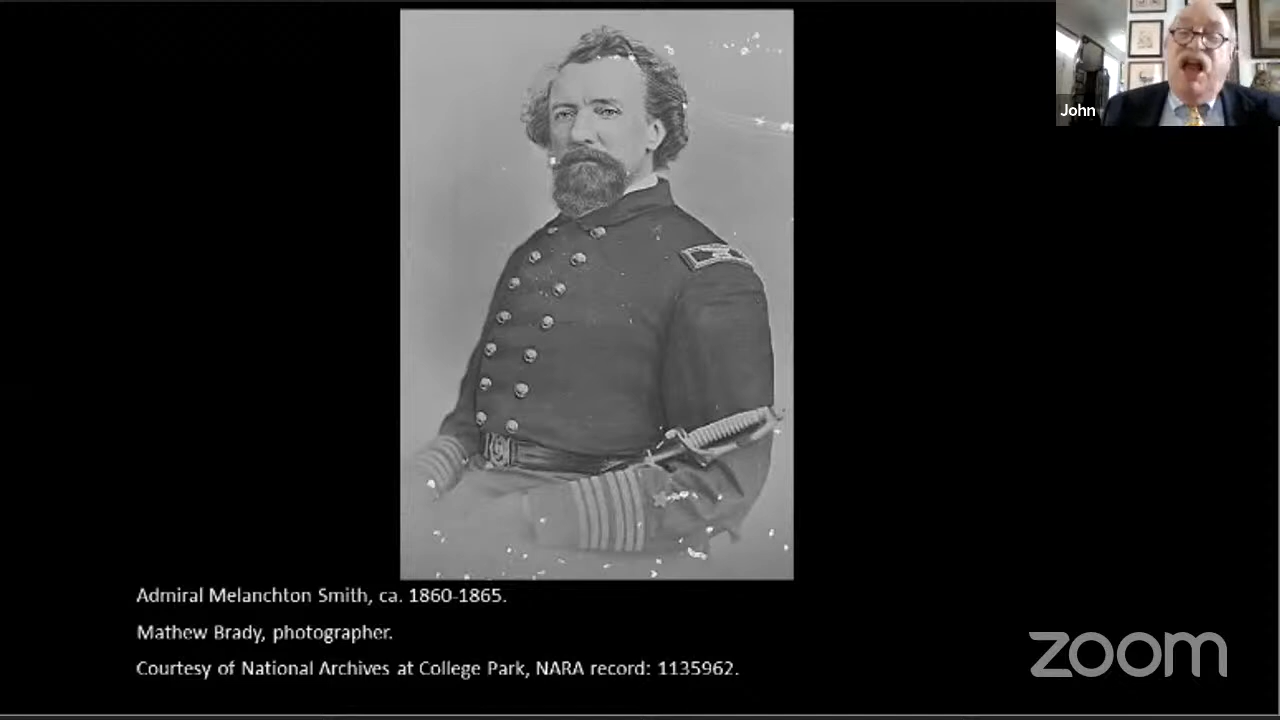 John
Admiral Melanchton Smith, ca. 1860-1865.
Mathew Brady, photographer.
Courtesy of National Archives at College Park, NARA record: 1135962.
zoom